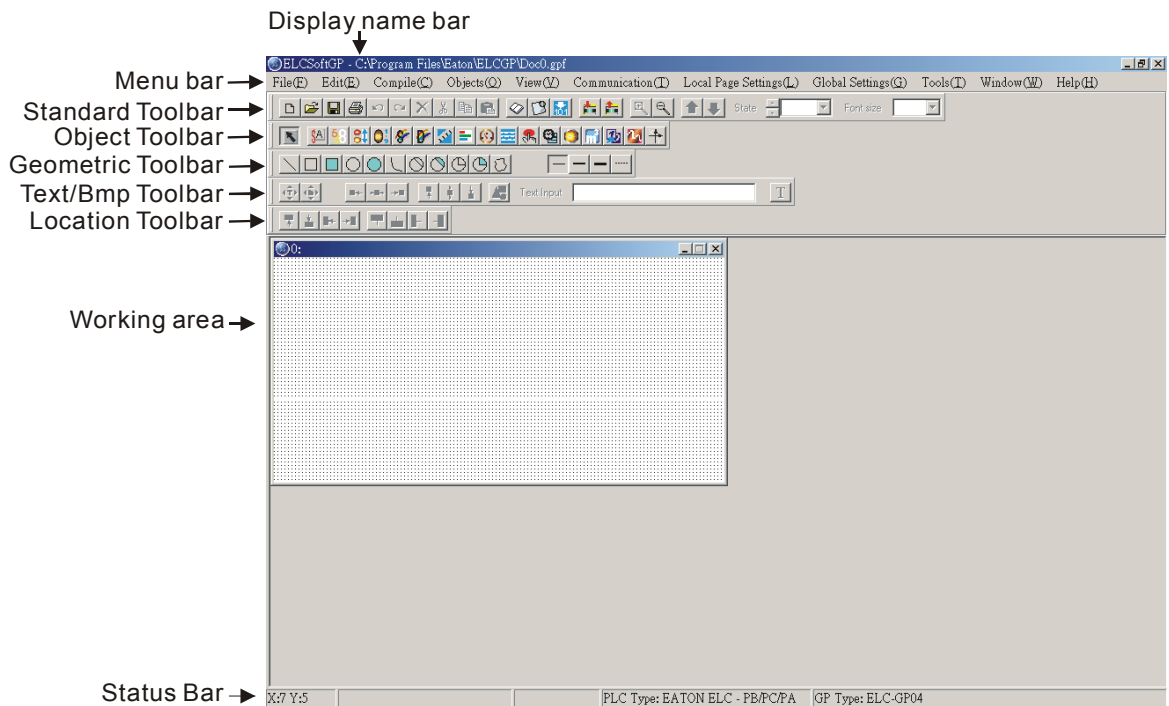 Display name bar
ELCSoftGP - C:\Program Files\Eaton\ELCGP\Doc0.gpf
Menu bar
File(F) Edit(E) Compile(C) Objects(O) View(V) Communication(T) Local Page Settings(L) Global Settings(G) Tools(T) Window(W) Help(H)
Standard Toolbar
State Font size
Object Toolbar
Geometric Toolbar
Text/Bmp Toolbar
Text Input T
Location Toolbar
0:
Working area
Status Bar
X:7 Y:5 PLC Type: EATON ELC - PB/PC/PA GP Type: ELC-GP04